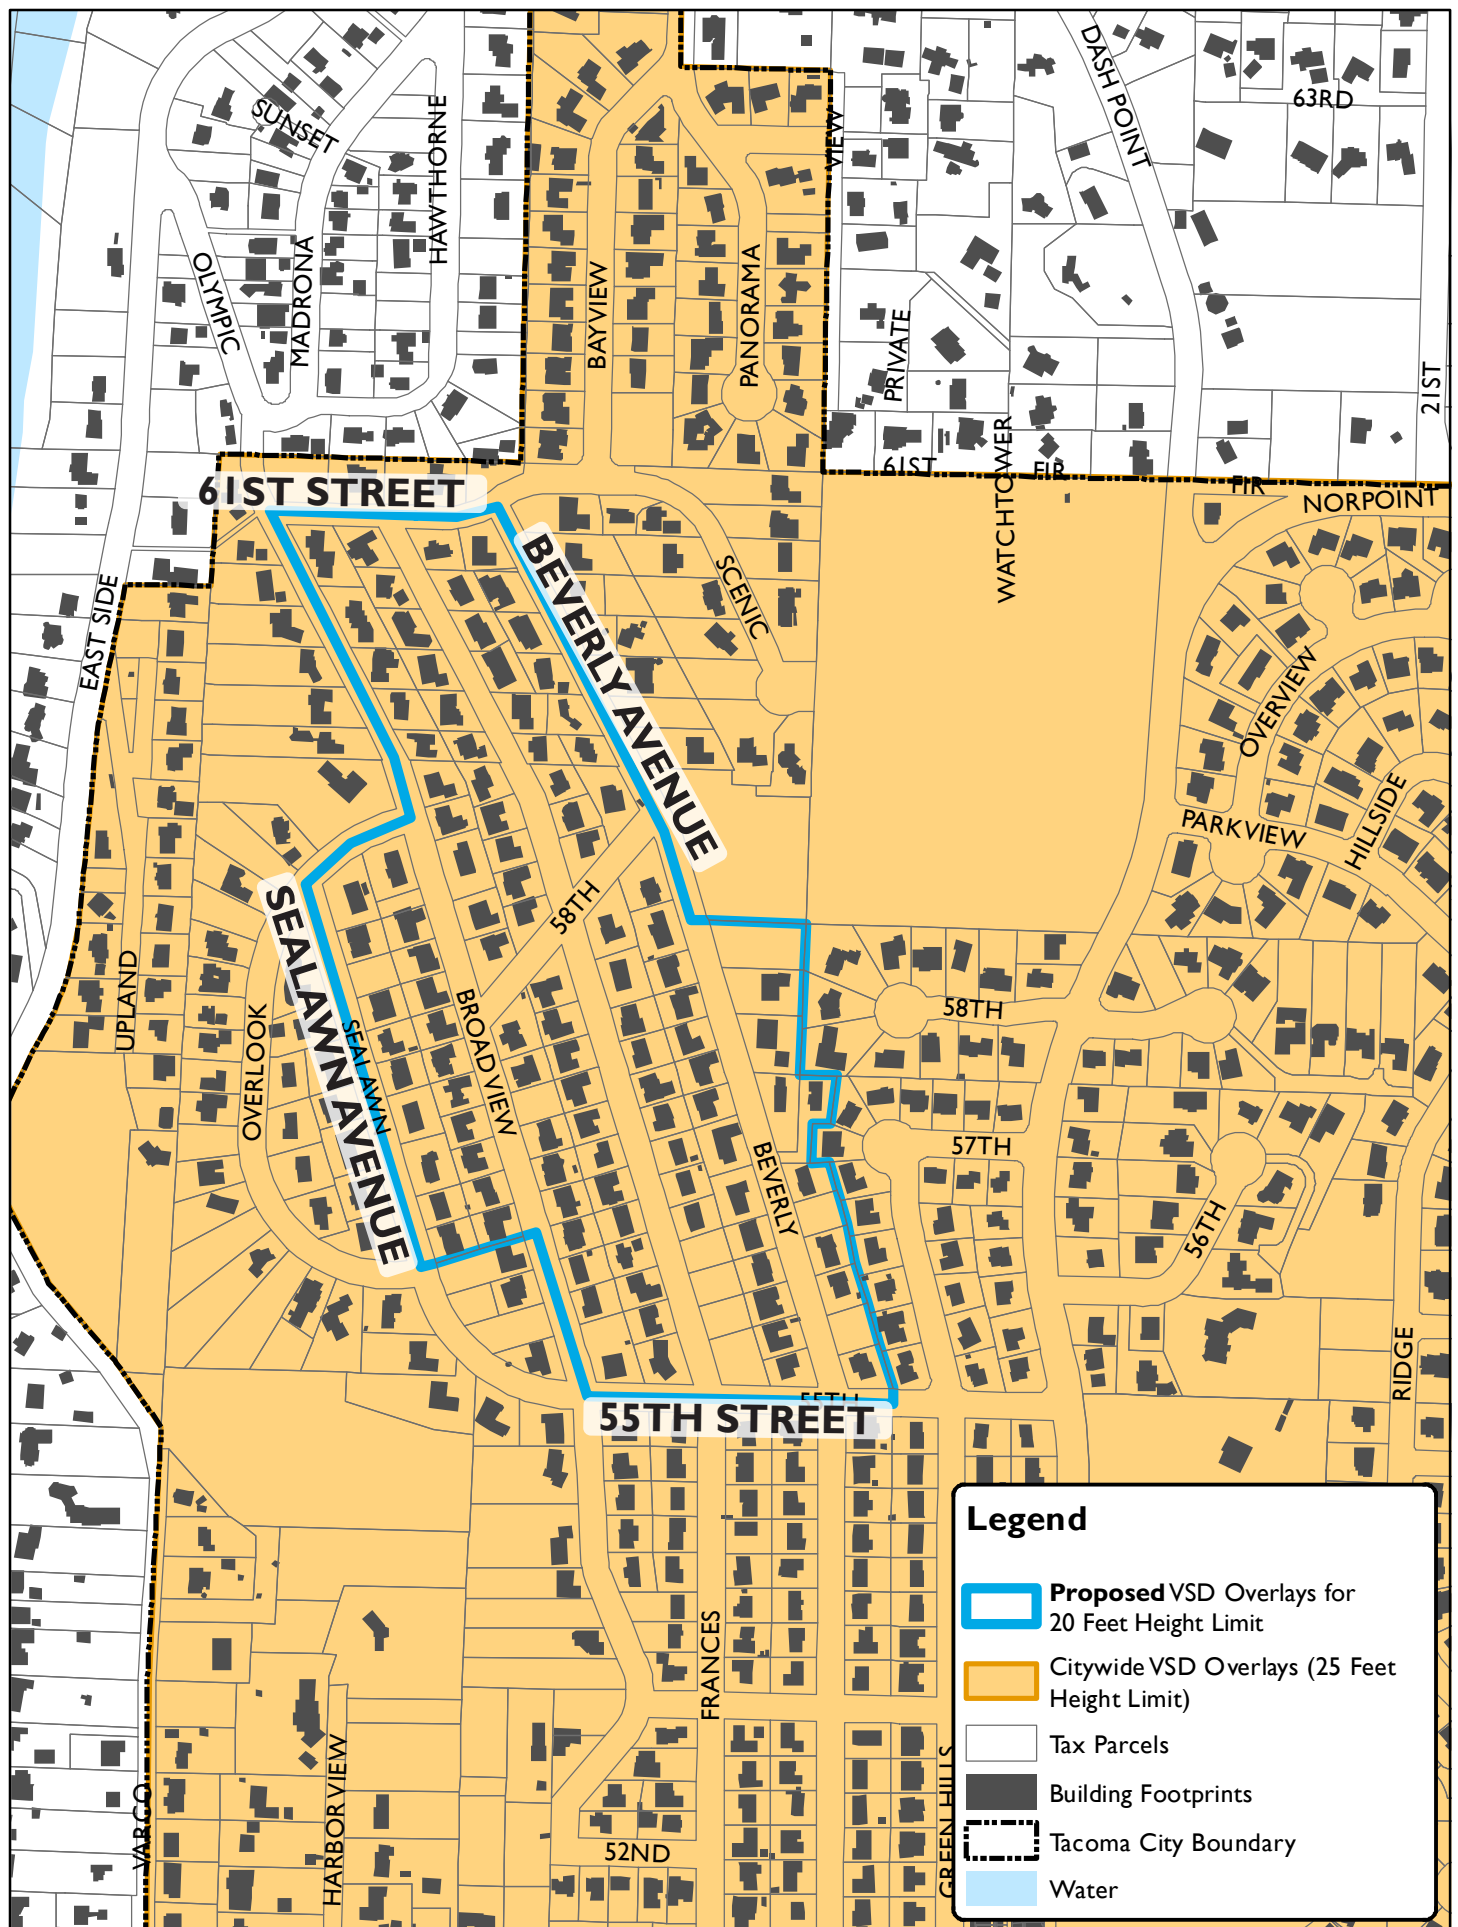 DASH POINT
63RD
SUNSET
HAWTHORNE
VIEW
OLYMPIC
MADRONA
BAYVIEW
PANORAMA
PRIVATE
21ST
WATCHTOWER
61ST
FIR
FIR
NORPOINT
61ST STREET
BEVERLY AVENUE
SCENIC
EAST SIDE
OVERVIEW
PARKVIEW
HILLSIDE
58TH
SEALAWN AVENUE
UPLAND
OVERLOOK
SEALAWN
BROADVIEW
58TH
57TH
BEVERLY
56TH
RIDGE
55TH
55TH STREET
FRANCES
HARBORVIEW
VARCO
52ND
GREEN HILLS
Legend
Proposed VSD Overlays for
20 Feet Height Limit
Citywide VSD Overlays (25 Feet
Height Limit)
Tax Parcels
Building Footprints
Tacoma City Boundary
Water